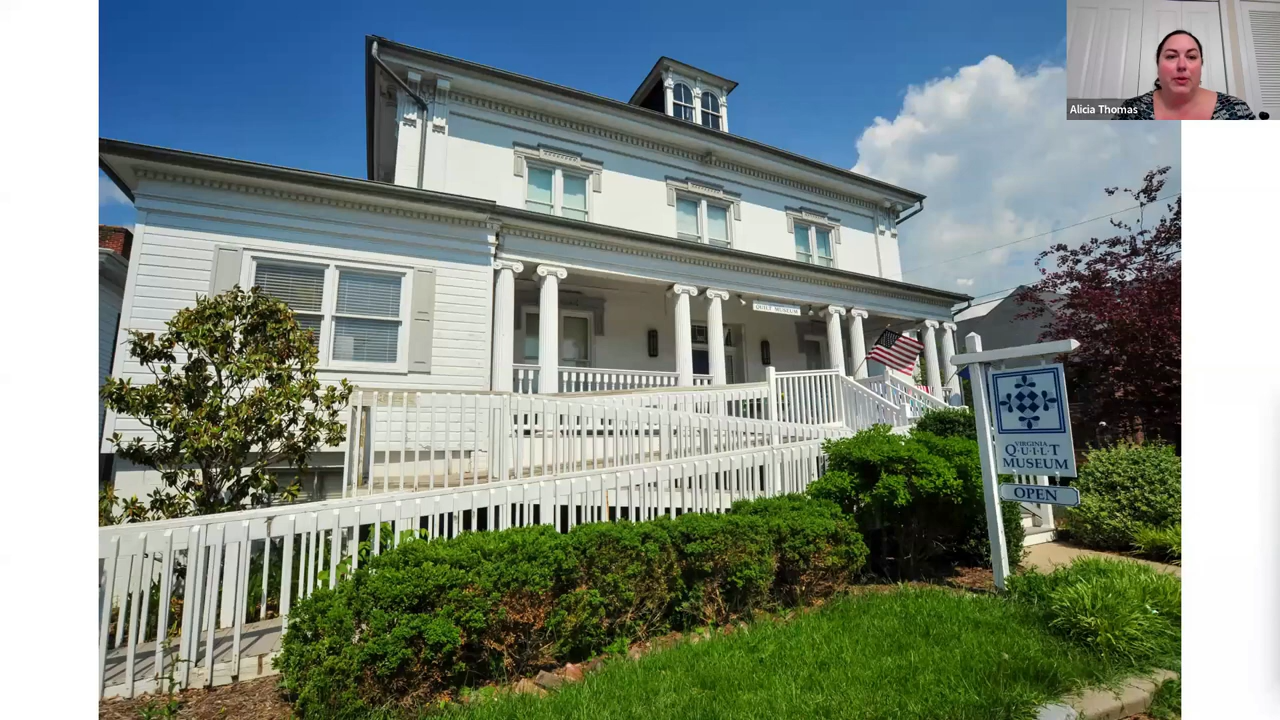 Alicia Thomas
QUILT MUSEUM
VIRGINIA
QUILT
MUSEUM
OPEN